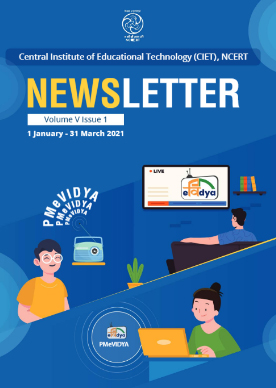 Central Institute of Educational Technology (CIET), NCERT
NEWSLETTER
Volume V Issue 1
1 January - 31 March 2021
PMeVIDYA
PMeVIDYA
PMeVIDYA
LIVE
PMeVIDYA